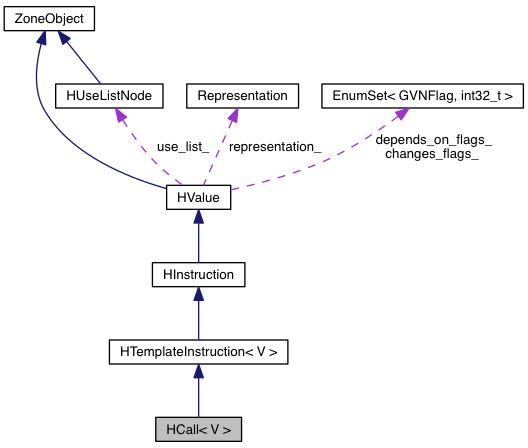 ZoneObject
HUseListNode
Representation
EnumSet< GVNFlag, int32_t >
use_list_
representation_
depends_on_flags_
changes_flags_
HValue
HInstruction
HTemplateInstruction< V >
HCall< V >